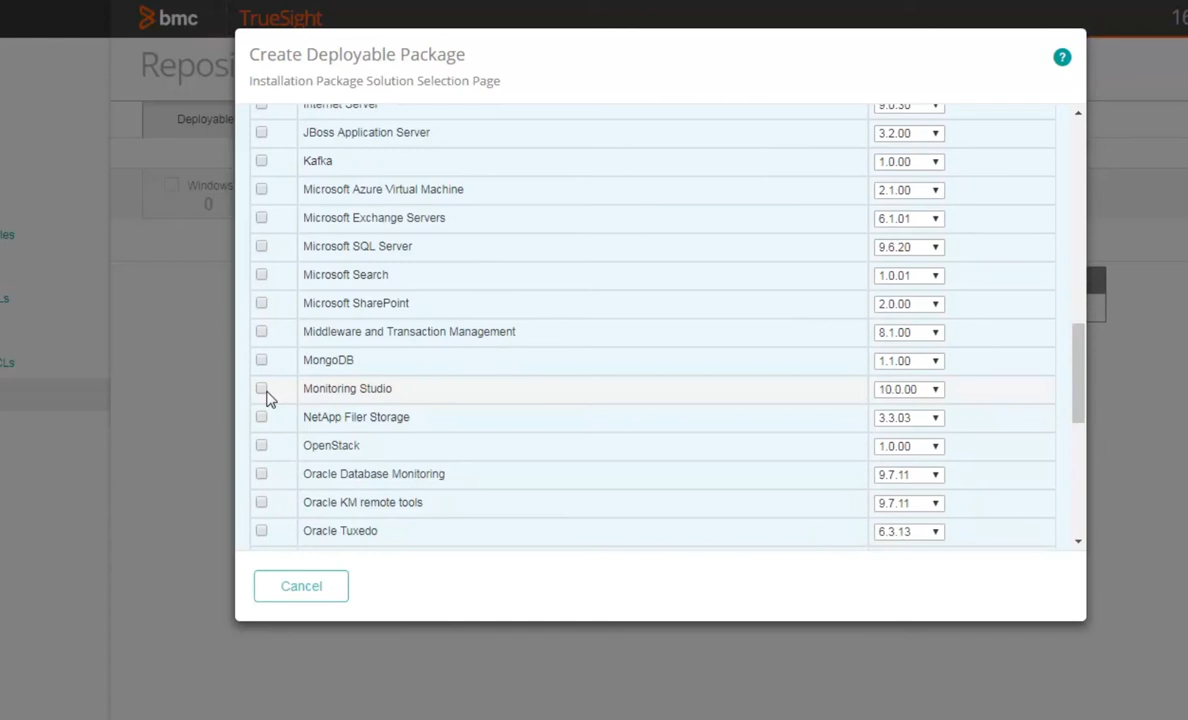 bmc TrueSight
16
Create Deployable Package
?
Installation Package Solution Selection Page
Reposi
Deployable
Windows
0
les
Ls
CLs
Internet Server 9.0.30
JBoss Application Server 3.2.00
Kafka 1.0.00
Microsoft Azure Virtual Machine 2.1.00
Microsoft Exchange Servers 6.1.01
Microsoft SQL Server 9.6.20
Microsoft Search 1.0.01
Microsoft SharePoint 2.0.00
Middleware and Transaction Management 8.1.00
MongoDB 1.1.00
Monitoring Studio 10.0.00
NetApp Filer Storage 3.3.03
OpenStack 1.0.00
Oracle Database Monitoring 9.7.11
Oracle KM remote tools 9.7.11
Oracle Tuxedo 6.3.13
Cancel